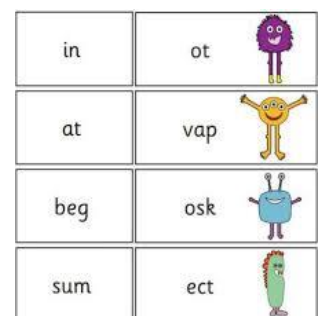 in ot
at vap
beg osk
sum ect